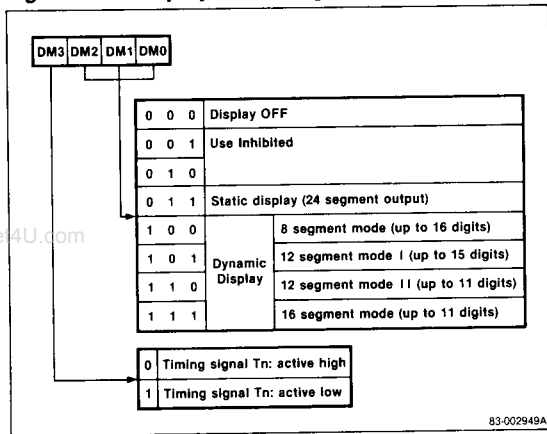 DM3 DM2 DM1 DM0
0 0 0 Display OFF
0 0 1 Use Inhibited
0 1 0
0 1 1 Static display (24 segment output)
1 0 0 8 segment mode (up to 16 digits)
1 0 1 Dynamic Display 12 segment mode I (up to 15 digits)
1 1 0 12 segment mode II (up to 11 digits)
1 1 1 16 segment mode (up to 11 digits)
0 Timing signal Tn: active high
1 Timing signal Tn: active low
83-002949A
et4U.com